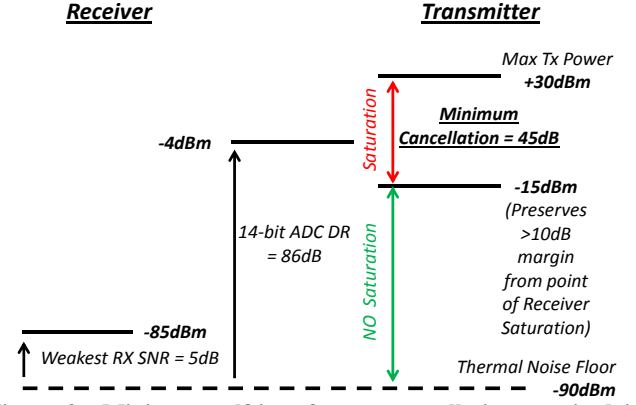 Receiver
Transmitter
Max Tx Power
+30dBm
Saturation
Minimum
Cancellation = 45dB
-4dBm
-15dBm
(Preserves
>10dB
margin
from point
of Receiver
Saturation)
14-bit ADC DR
= 86dB
NO Saturation
-85dBm
Weakest RX SNR = 5dB
Thermal Noise Floor
-90dBm